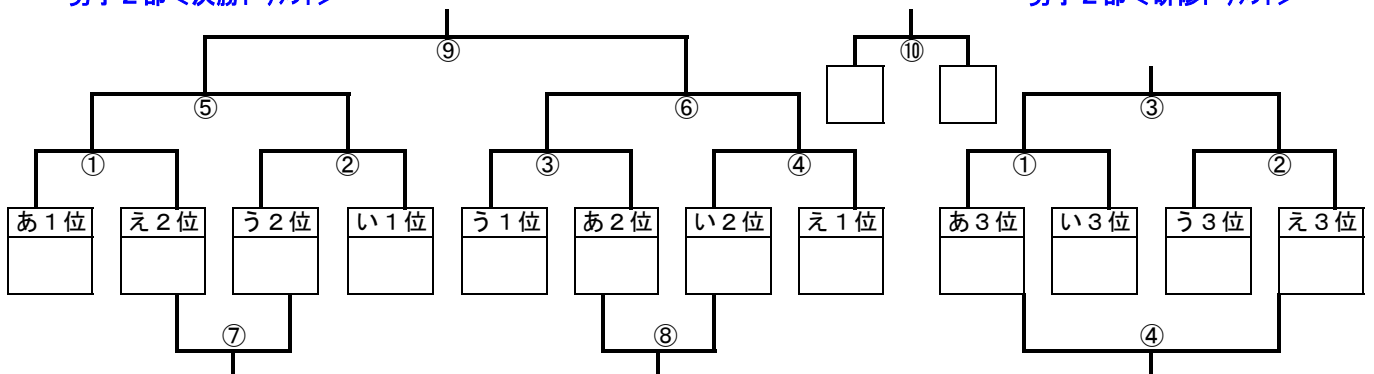 ⑨ ⑩
⑤ ⑥ ③
① ② ③ ④ ① ②
あ１位 え２位 う２位 い１位 う１位 あ２位 い２位 え１位 あ３位 い３位 う３位 え３位
⑦ ⑧ ④